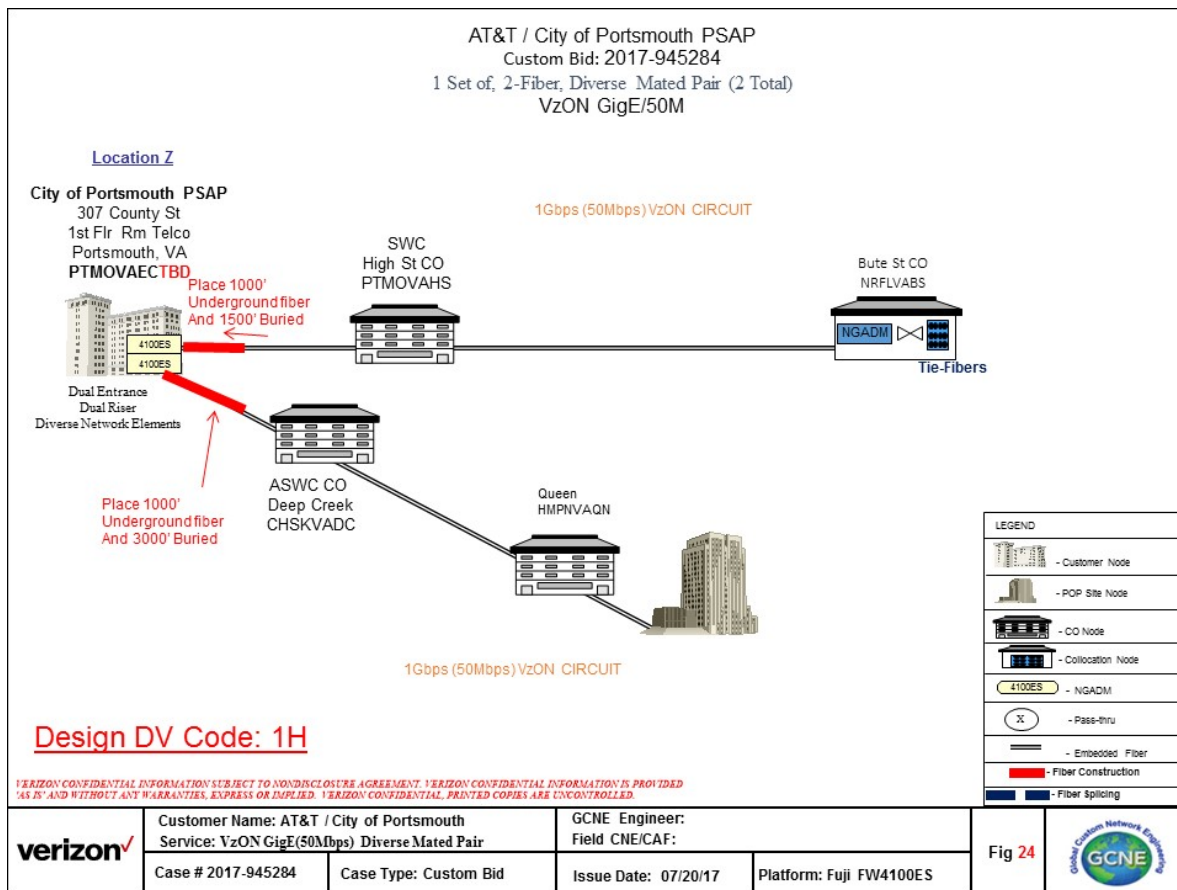 AT&T / City of Portsmouth PSAP
Custom Bid: 2017-945284
1 Set of, 2-Fiber, Diverse Mated Pair (2 Total)
VzON GigE/50M
Location Z
City of Portsmouth PSAP
307 County St
1st Flr Rm Telco
Portsmouth, VA
PTMOVAECTBD
Place 1000'
Underground fiber
And 1500' Buried
4100ES
4100ES
Dual Entrance
Dual Riser
Diverse Network Elements
1Gbps (50Mbps) VzON CIRCUIT
SWC
High St CO
PTMOVAHS
Bute St CO
NRFLVABS
NGADM
Tie-Fibers
Place 1000'
Underground fiber
And 3000' Buried
ASWC CO
Deep Creek
CHSKVADC
Queen
HMPNVAQN
1Gbps (50Mbps) VzON CIRCUIT
LEGEND
- Customer Node
- POP Site Node
- CO Node
- Collocation Node
4100ES - NGADM
X - Pass-thru
- Embedded Fiber
- Fiber Construction
- Fiber Splicing
Design DV Code: 1H
VERIZON CONFIDENTIAL INFORMATION SUBJECT TO NONDISCLOSURE AGREEMENT. VERIZON CONFIDENTIAL INFORMATION IS PROVIDED
'AS IS' AND WITHOUT ANY WARRANTIES, EXPRESS OR IMPLIED. VERIZON CONFIDENTIAL, PRINTED COPIES ARE UNCONTROLLED.
verizon
Customer Name: AT&T / City of Portsmouth
Service: VzON GigE(50Mbps) Diverse Mated Pair
GCNE Engineer:
Field CNE/CAF:
Case # 2017-945284
Case Type: Custom Bid
Issue Date: 07/20/17
Platform: Fuji FW4100ES
Fig 24
Global Custom Network Engineering
GCNE